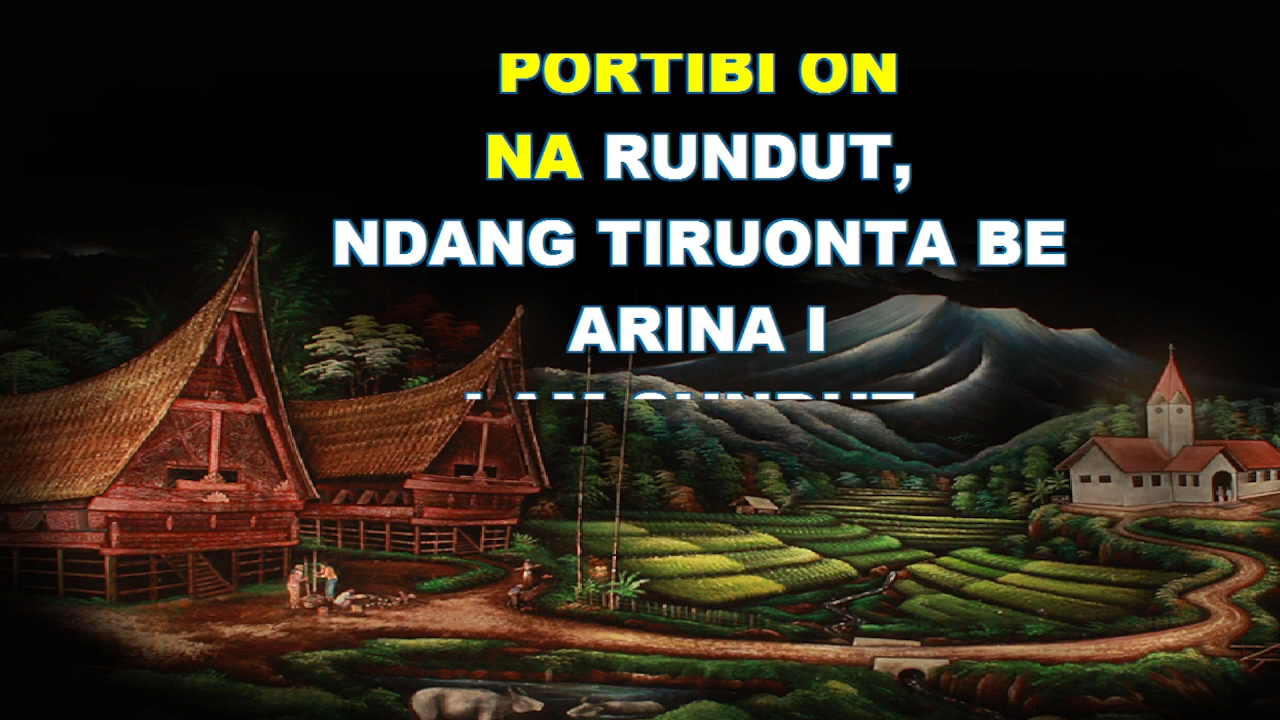 PORTIBI ON
NA RUNDUT,
NDANG TIRUONTA BE
ARINA I